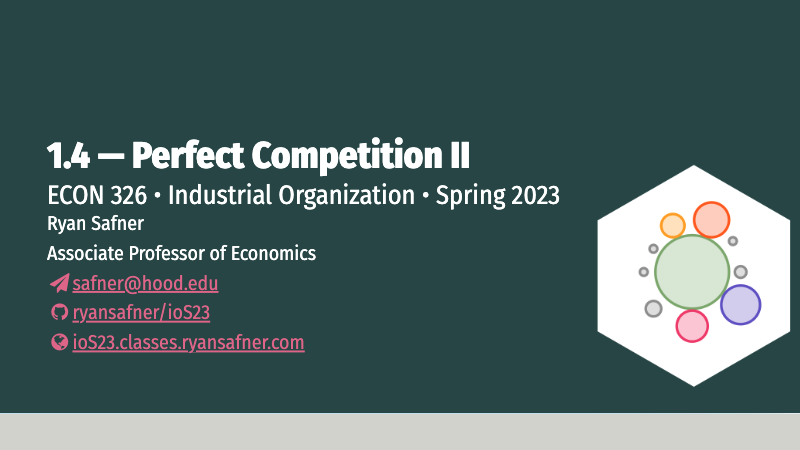 1.4 — Perfect Competition II
ECON 326 • Industrial Organization • Spring 2023
Ryan Safner
Associate Professor of Economics
safner@hood.edu
ryansafner/ioS23
ioS23.classes.ryansafner.com